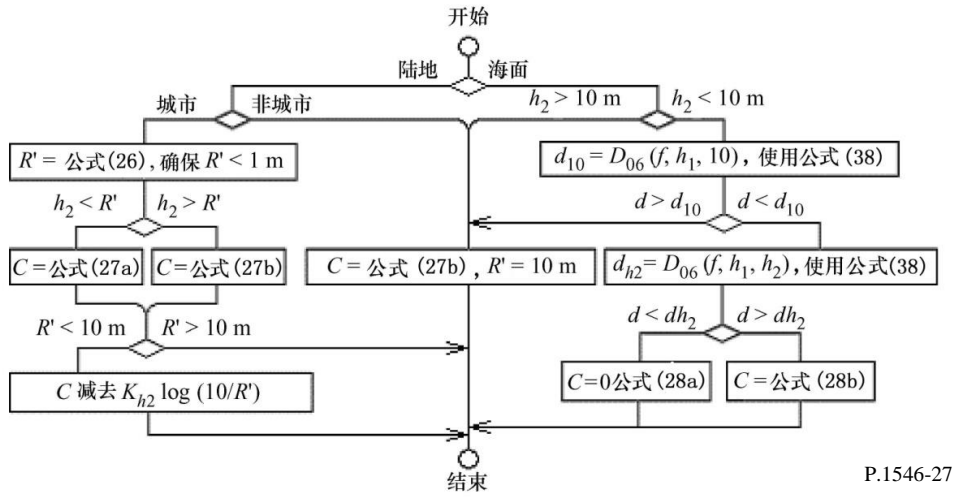 开始
陆地 海面
城市 非城市 h₂ > 10 m h₂ < 10 m
R' = 公式(26),确保 R' < 1 m
d₁₀ = D₀₆ (f, h₁, 10), 使用公式 (38)
h₂ < R' h₂ > R'
d > d₁₀ d < d₁₀
C = 公式(27a)
C = 公式(27b)
C = 公式 (27b), R' = 10 m
d_h2 = D₀₆ (f, h₁, h₂), 使用公式(38)
R' < 10 m R' > 10 m
d < dh₂ d > dh₂
C 减去 K_h2 log (10/R')
C=0公式(28a)
C = 公式 (28b)
结束
P.1546-27